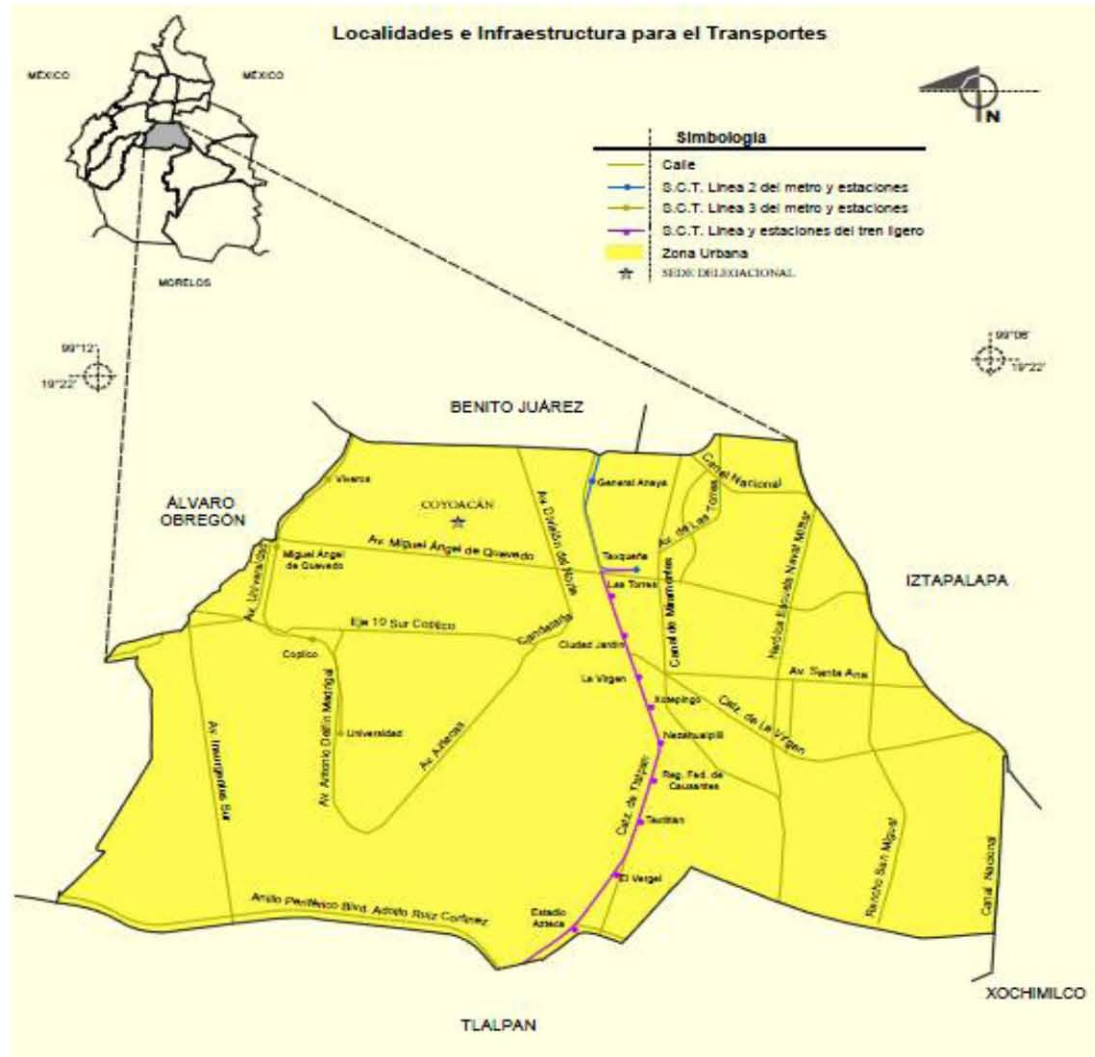 Localidades e Infraestructura para el Transportes
MÉXICO
MÉXICO
MORELOS
N
Simbología
Calle
S.C.T. Línea 2 del metro y estaciones
S.C.T. Línea 3 del metro y estaciones
S.C.T. Línea y estaciones del tren ligero
Zona Urbana
SEDE DELEGACIONAL
99°12'
19°22'
99°06'
19°22'
BENITO JUÁREZ
ÁLVARO
OBREGÓN
IZTAPALAPA
XOCHIMILCO
TLALPAN
Viveros
COYOACÁN
Av. Miguel Ángel de Quevedo
Miguel Ángel
de Quevedo
Av. Universidad
Eje 10 Sur Copilco
Copilco
Candelaria
Av. División del Norte
General Anaya
Taxqueña
Las Torres
Ciudad Jardín
La Virgen
Xotepingo
Nezahualpilli
Reg. Fed. de
Causantes
Textitlán
El Vergel
Estadio
Azteca
Canal Nacional
Av. de Las Torres
Canal de Miramontes
Heróica Escuela Naval Militar
Av. Santa Ana
Calz. de La Virgen
Calz. de Tlalpan
Av. Insurgentes Sur
Av. Antonio Delfín Madrigal
Universidad
Av. Aztecas
Anillo Periférico Blvd. Adolfo Ruiz Cortinez
Rancho San Miguel
Canal Nacional